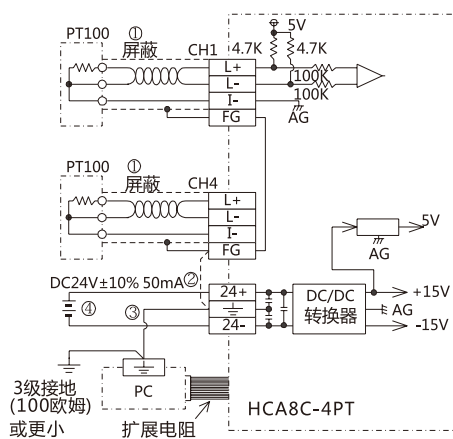 PT100
①
屏蔽
CH1
4.7K
5V
4.7K
L+
L-
I-
FG
100K
100K
AG
PT100
①
屏蔽
CH4
L+
L-
I-
FG
5V
AG
DC24V±10% 50mA②
24+
24-
③
④
DC/DC
转换器
+15V
AG
-15V
PC
3级接地
(100欧姆)
或更小
扩展电阻
HCA8C-4PT